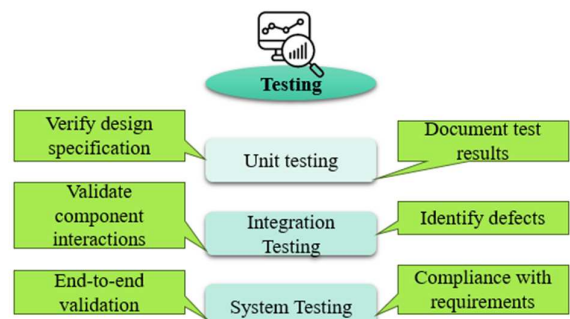 Testing
Verify design
specification
Unit testing
Document test
results
Validate
component
interactions
Integration
Testing
Identify defects
End-to-end
validation
System Testing
Compliance with
requirements